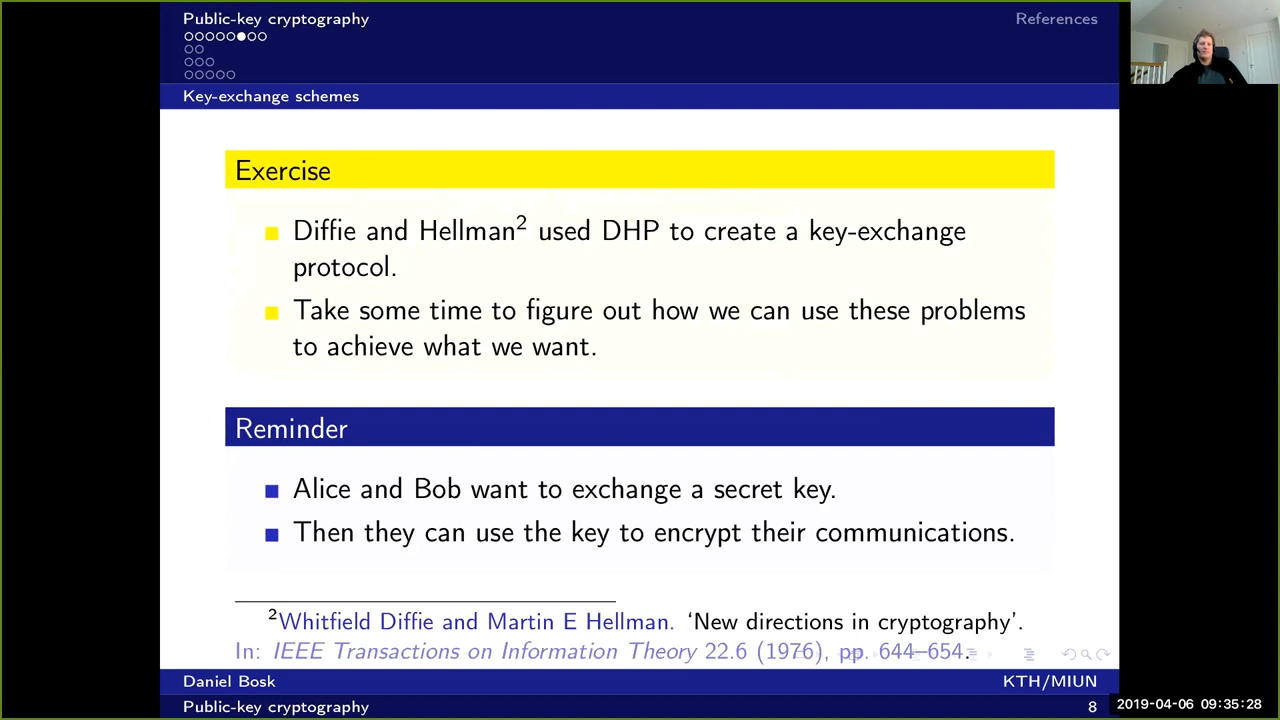 Public-key cryptography
References
Key-exchange schemes
Exercise
Diffie and Hellman² used DHP to create a key-exchange
protocol.
Take some time to figure out how we can use these problems
to achieve what we want.
Reminder
Alice and Bob want to exchange a secret key.
Then they can use the key to encrypt their communications.
²Whitfield Diffie and Martin E Hellman. ‘New directions in cryptography’.
In: IEEE Transactions on Information Theory 22.6 (1976), pp. 644–654.
Daniel Bosk
KTH/MIUN
Public-key cryptography
8
2019-04-06 09:35:28